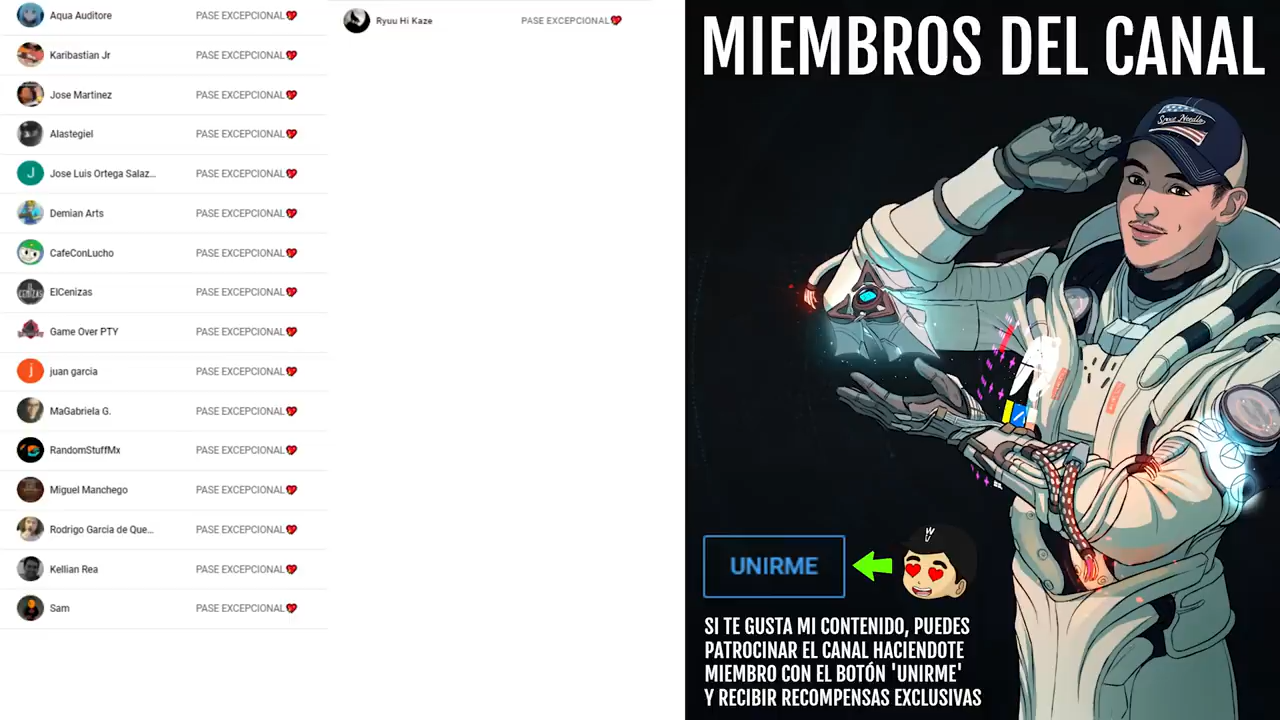 Aqua Auditore PASE EXCEPCIONAL
Karibastian Jr PASE EXCEPCIONAL
Jose Martinez PASE EXCEPCIONAL
Alastegiel PASE EXCEPCIONAL
J Jose Luis Ortega Salaz... PASE EXCEPCIONAL
Demian Arts PASE EXCEPCIONAL
CafeConLucho PASE EXCEPCIONAL
ElCenizas PASE EXCEPCIONAL
Game Over PTY PASE EXCEPCIONAL
j juan garcia PASE EXCEPCIONAL
MaGabriela G. PASE EXCEPCIONAL
RandomStuffMx PASE EXCEPCIONAL
Miguel Manchego PASE EXCEPCIONAL
Rodrigo Garcia de Que... PASE EXCEPCIONAL
Kellian Rea PASE EXCEPCIONAL
Sam PASE EXCEPCIONAL
Ryuu Hi Kaze PASE EXCEPCIONAL
MIEMBROS DEL CANAL
Space Needle
UNIRME
SI TE GUSTA MI CONTENIDO, PUEDES
PATROCINAR EL CANAL HACIENDOTE
MIEMBRO CON EL BOTÓN 'UNIRME'
Y RECIBIR RECOMPENSAS EXCLUSIVAS